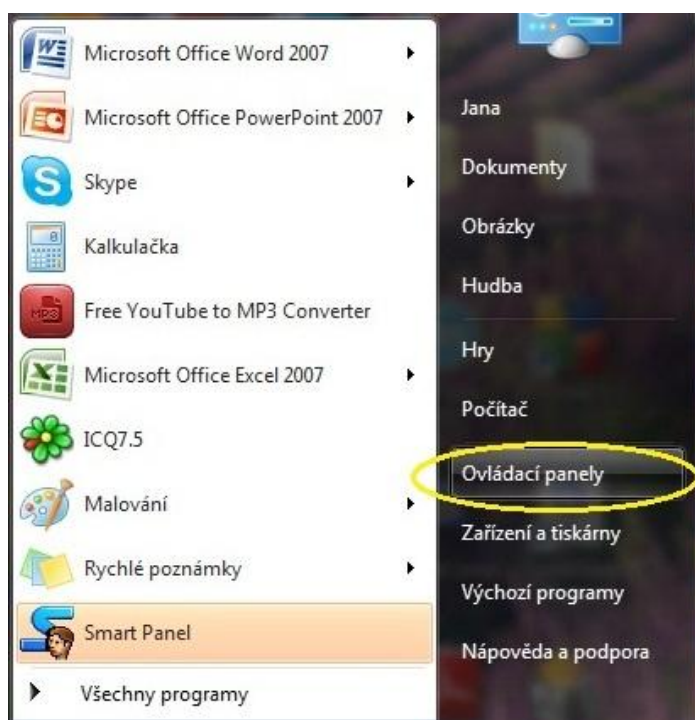 Microsoft Office Word 2007
Microsoft Office PowerPoint 2007
Skype
Kalkulačka
Free YouTube to MP3 Converter
Microsoft Office Excel 2007
ICQ7.5
Malování
Rychlé poznámky
Smart Panel
Všechny programy
Jana
Dokumenty
Obrázky
Hudba
Hry
Počítač
Ovládací panely
Zařízení a tiskárny
Výchozí programy
Nápověda a podpora